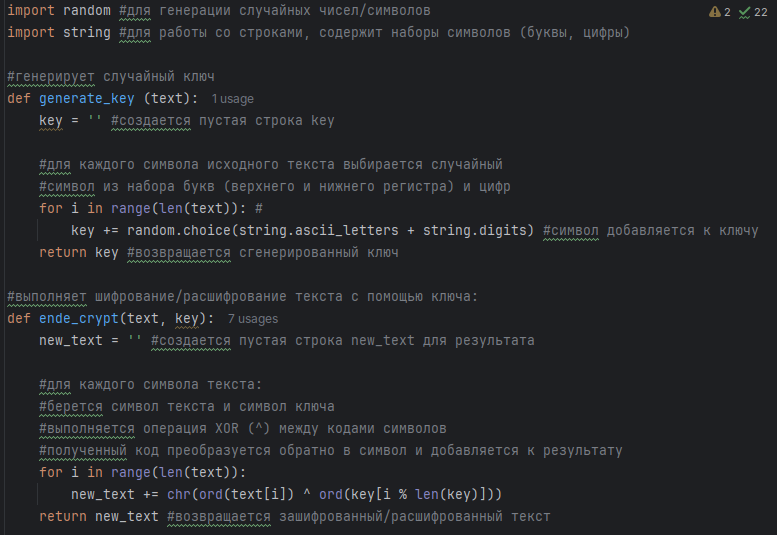 import random #для генерации случайных чисел/символов
2 22
import string #для работы со строками, содержит наборы символов (буквы, цифры)
#генерирует случайный ключ
def generate_key (text): 1 usage
    key = '' #создается пустая строка key
    #для каждого символа исходного текста выбирается случайный
    #символ из набора букв (верхнего и нижнего регистра) и цифр
    for i in range(len(text)): #
        key += random.choice(string.ascii_letters + string.digits) #символ добавляется к ключу
    return key #возвращается сгенерированный ключ
#выполняет шифрование/расшифрование текста с помощью ключа:
def ende_crypt(text, key): 7 usages
    new_text = '' #создается пустая строка new_text для результата
    #для каждого символа текста:
    #берется символ текста и символ ключа
    #выполняется операция XOR (^) между кодами символов
    #полученный код преобразуется обратно в символ и добавляется к результату
    for i in range(len(text)):
        new_text += chr(ord(text[i]) ^ ord(key[i % len(key)]))
    return new_text #возвращается зашифрованный/расшифрованный текст